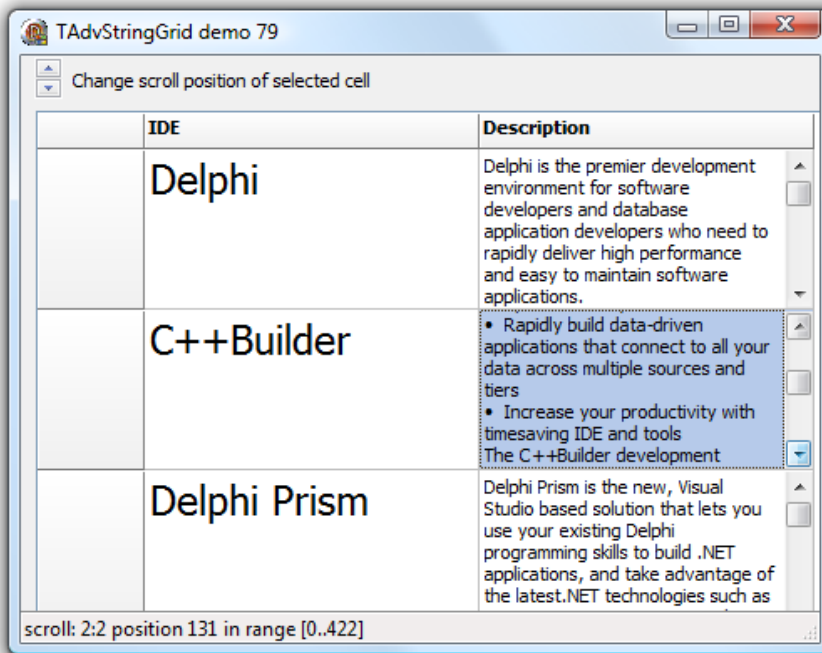 TAdvStringGrid demo 79
Change scroll position of selected cell
IDE
Description
Delphi
Delphi is the premier development
environment for software
developers and database
application developers who need to
rapidly deliver high performance
and easy to maintain software
applications.
C++Builder
• Rapidly build data-driven
applications that connect to all your
data across multiple sources and
tiers
• Increase your productivity with
timesaving IDE and tools
The C++Builder development
Delphi Prism
Delphi Prism is the new, Visual
Studio based solution that lets you
use your existing Delphi
programming skills to build .NET
applications, and take advantage of
the latest.NET technologies such as
scroll: 2:2 position 131 in range [0..422]